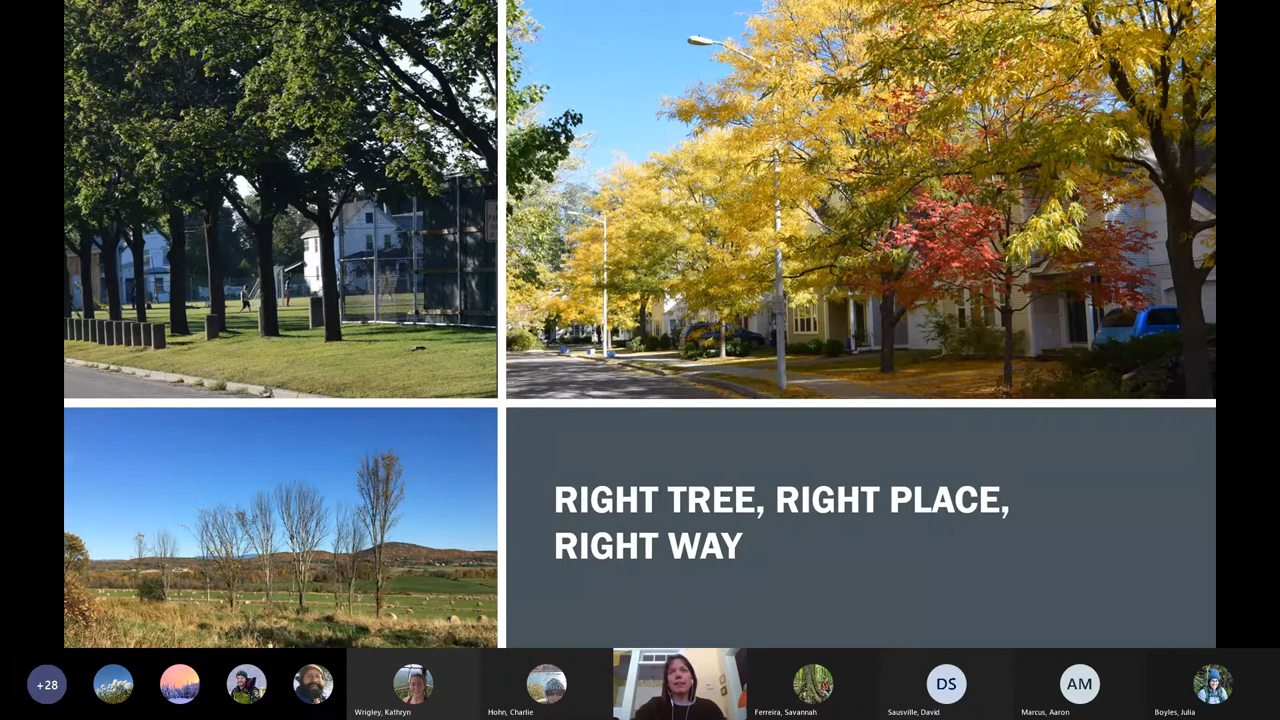 RIGHT TREE, RIGHT PLACE,
RIGHT WAY
+28
Wrigley, Kathryn
Hohn, Charlie
Ferreira, Savannah
DS
Sausville, David
AM
Marcus, Aaron
Boyles, Julia